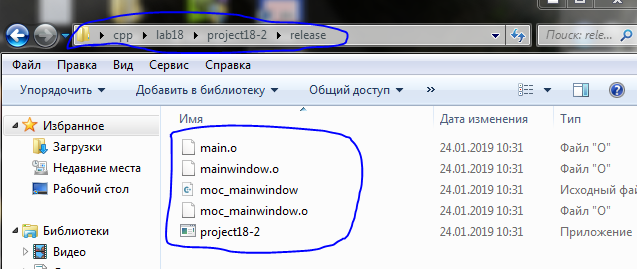 cpp lab18 project18-2 release Поиск: rele...
Файл Правка Вид Сервис Справка
Упорядочить Добавить в библиотеку Общий доступ
Избранное
Загрузки
Недавние места
Рабочий стол
Библиотеки
Видео
Имя Дата изменения Тип
main.o 24.01.2019 10:31 Файл "O"
mainwindow.o 24.01.2019 10:31 Файл "O"
moc_mainwindow 24.01.2019 10:31 Исходный фай
moc_mainwindow.o 24.01.2019 10:31 Файл "O"
project18-2 24.01.2019 10:31 Приложение